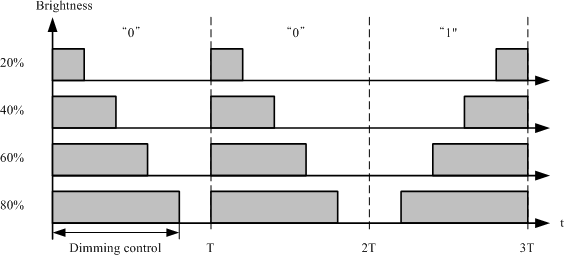 Brightness
“0” “0” “1"
20%
40%
60%
80%
t
Dimming control T 2T 3T